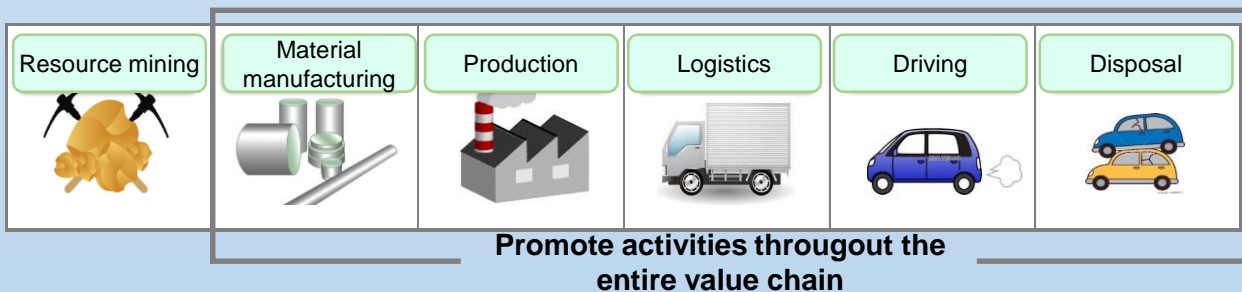 Resource mining
Material
manufacturing
Production
Logistics
Driving
Disposal
Promote activities througout the
entire value chain